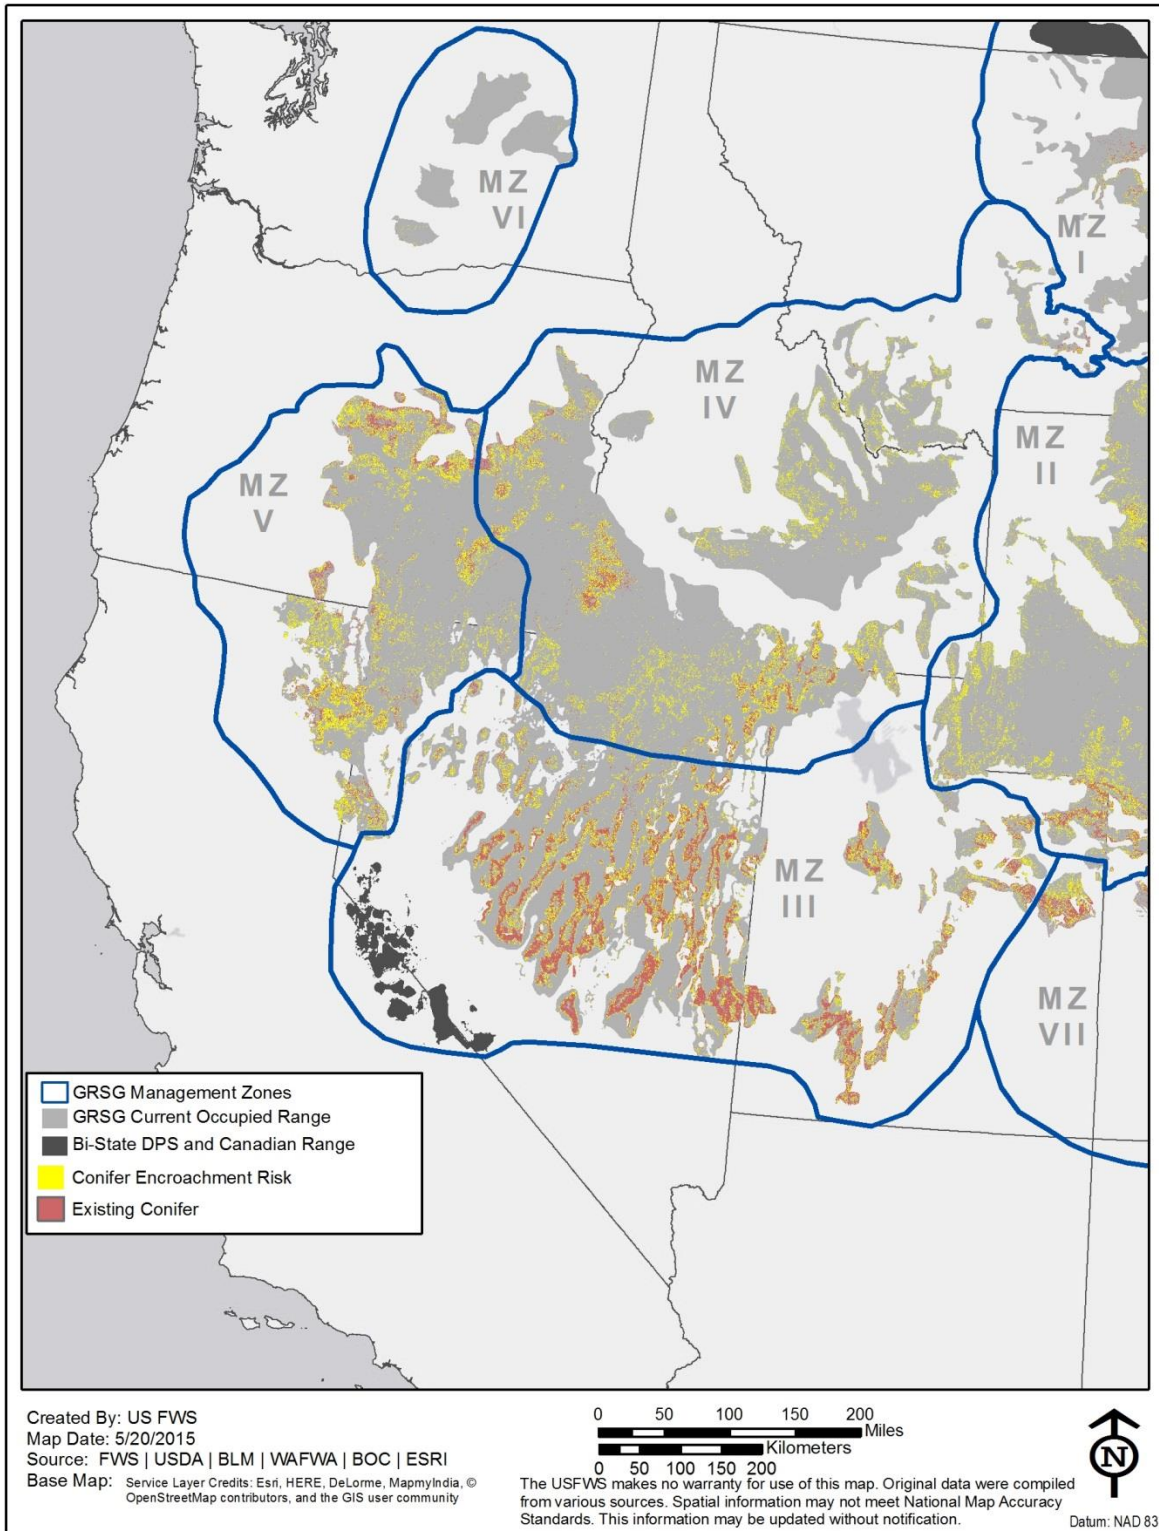 MZ
VI
MZ
I
MZ
IV
MZ
II
MZ
V
MZ
III
MZ
VII
GRSG Management Zones
GRSG Current Occupied Range
Bi-State DPS and Canadian Range
Conifer Encroachment Risk
Existing Conifer
Created By: US FWS
Map Date: 5/20/2015
Source: FWS | USDA | BLM | WAFWA | BOC | ESRI
Base Map: Service Layer Credits: Esri, HERE, DeLorme, MapmyIndia, ©
OpenStreetMap contributors, and the GIS user community
0 50 100 150 200
Miles
Kilometers
0 50 100 150 200
The USFWS makes no warranty for use of this map. Original data were compiled
from various sources. Spatial information may not meet National Map Accuracy
Standards. This information may be updated without notification.
N
Datum: NAD 83